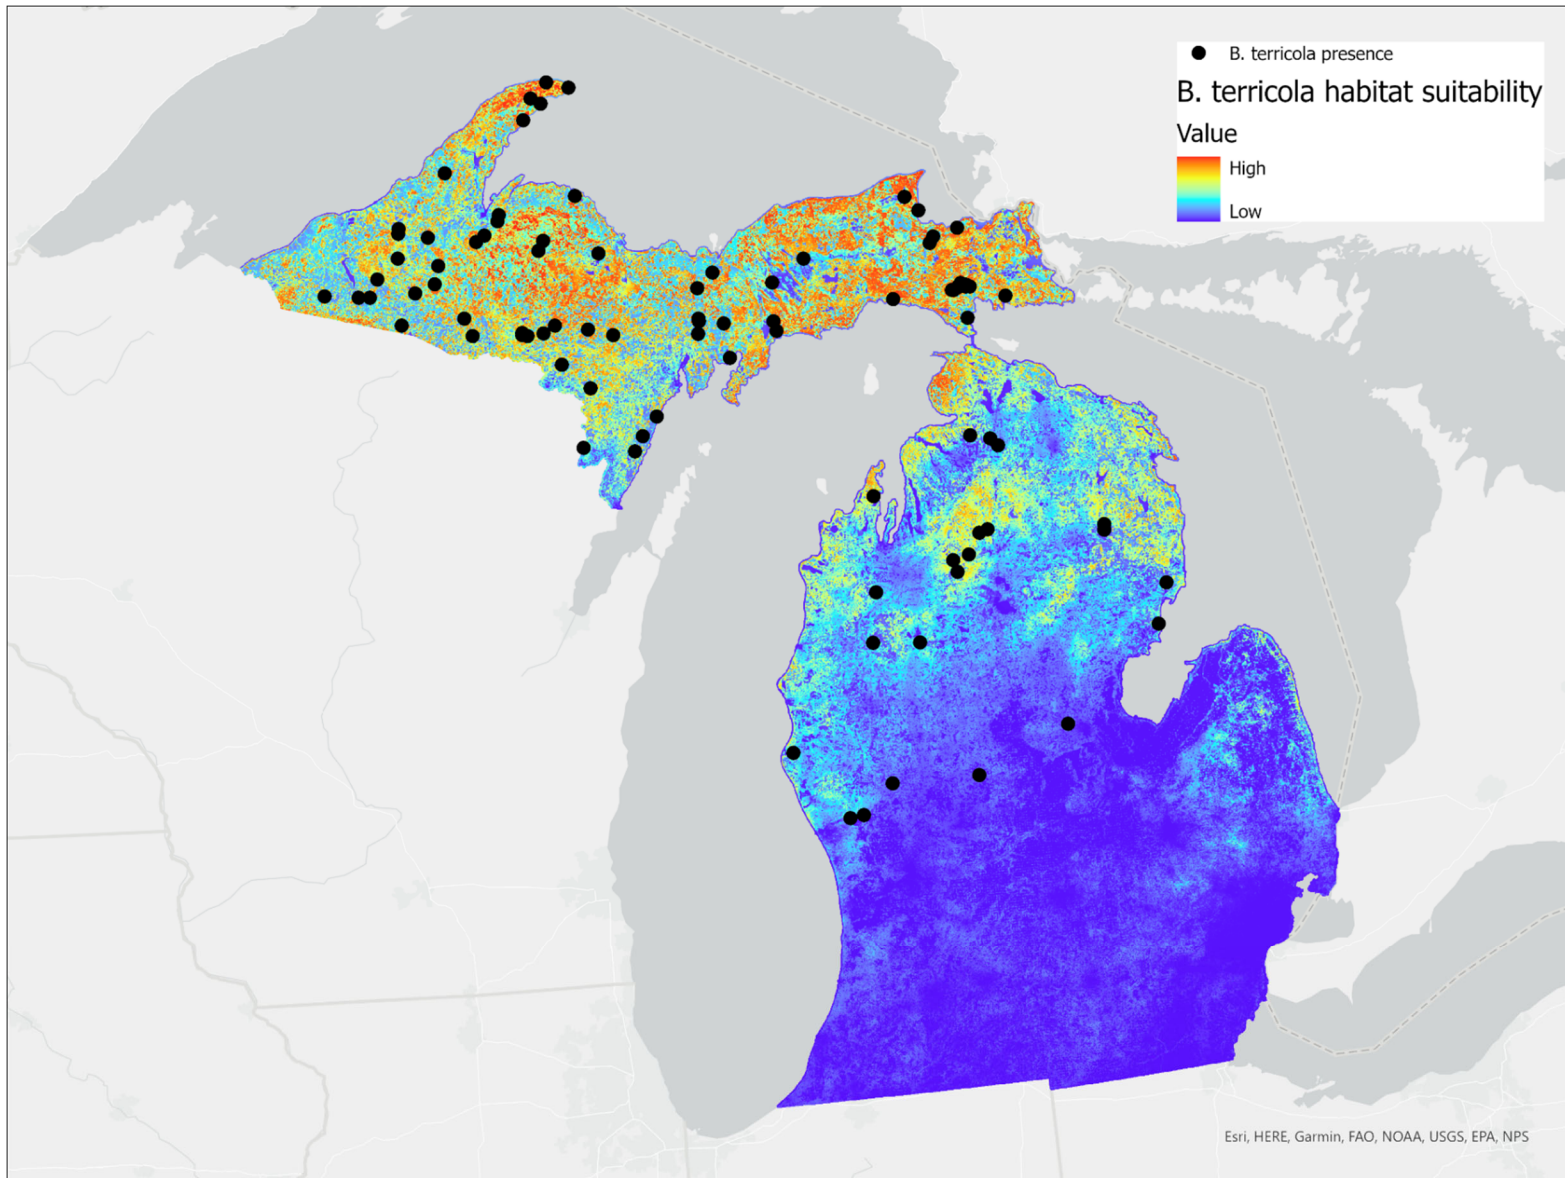 B. terricola presence
B. terricola habitat suitability
Value
High
Low
Esri, HERE, Garmin, FAO, NOAA, USGS, EPA, NPS